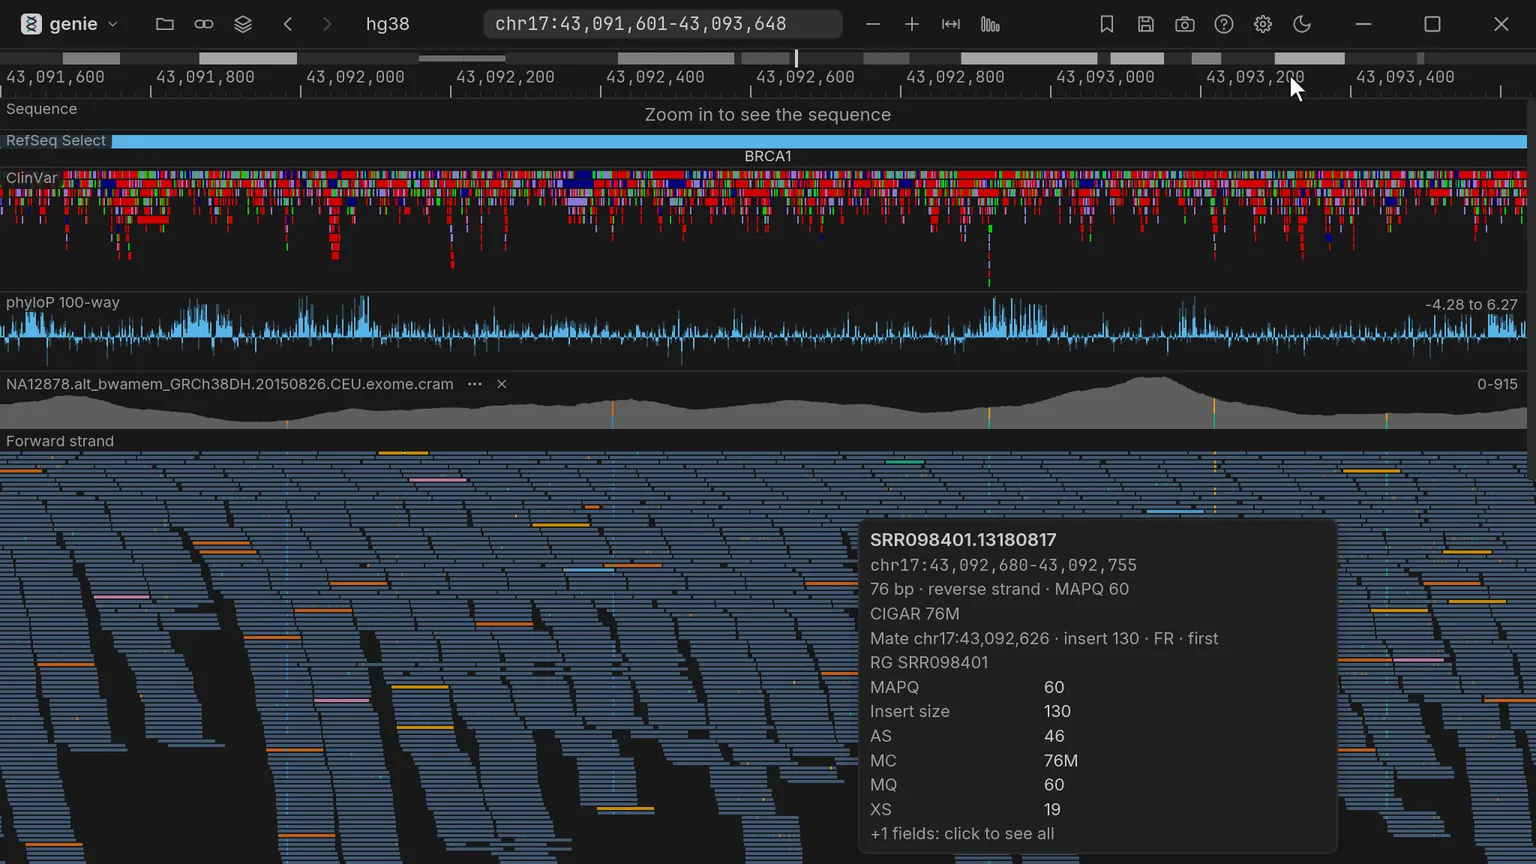 genie
hg38
chr17:43,091,601-43,093,648
43,091,600 43,091,800 43,092,000 43,092,200 43,092,400 43,092,600 43,092,800 43,093,000 43,093,200 43,093,400
Sequence
Zoom in to see the sequence
RefSeq Select
BRCA1
ClinVar
phyloP 100-way
-4.28 to 6.27
NA12878.alt_bwamem_GRCh38DH.20150826.CEU.exome.cram
0-915
Forward strand
SRR098401.13180817
chr17:43,092,680-43,092,755
76 bp · reverse strand · MAPQ 60
CIGAR 76M
Mate chr17:43,092,626 · insert 130 · FR · first
RG SRR098401
MAPQ 60
Insert size 130
AS 46
MC 76M
MQ 60
XS 19
+1 fields: click to see all